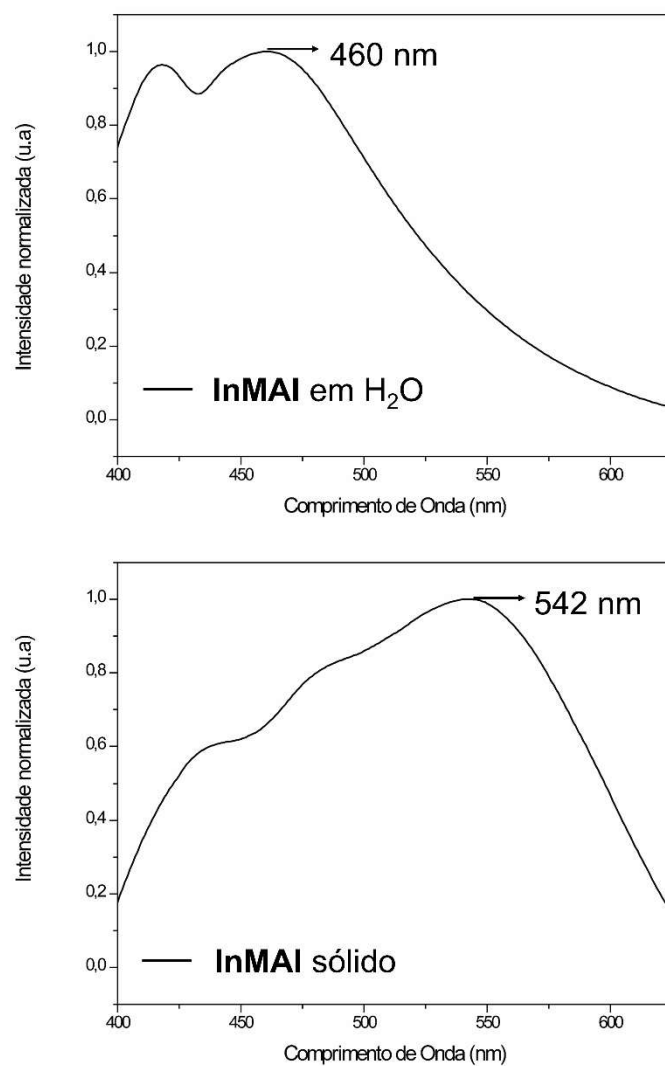 Intensidade normalizada (u.a)
1,0
0,8
0,6
0,4
0,2
0,0
460 nm
InMAI em H₂O
400 450 500 550 600
Comprimento de Onda (nm)
Intensidade normalizada (u.a)
1,0
0,8
0,6
0,4
0,2
0,0
542 nm
InMAI sólido
400 450 500 550 600
Comprimento de Onda (nm)